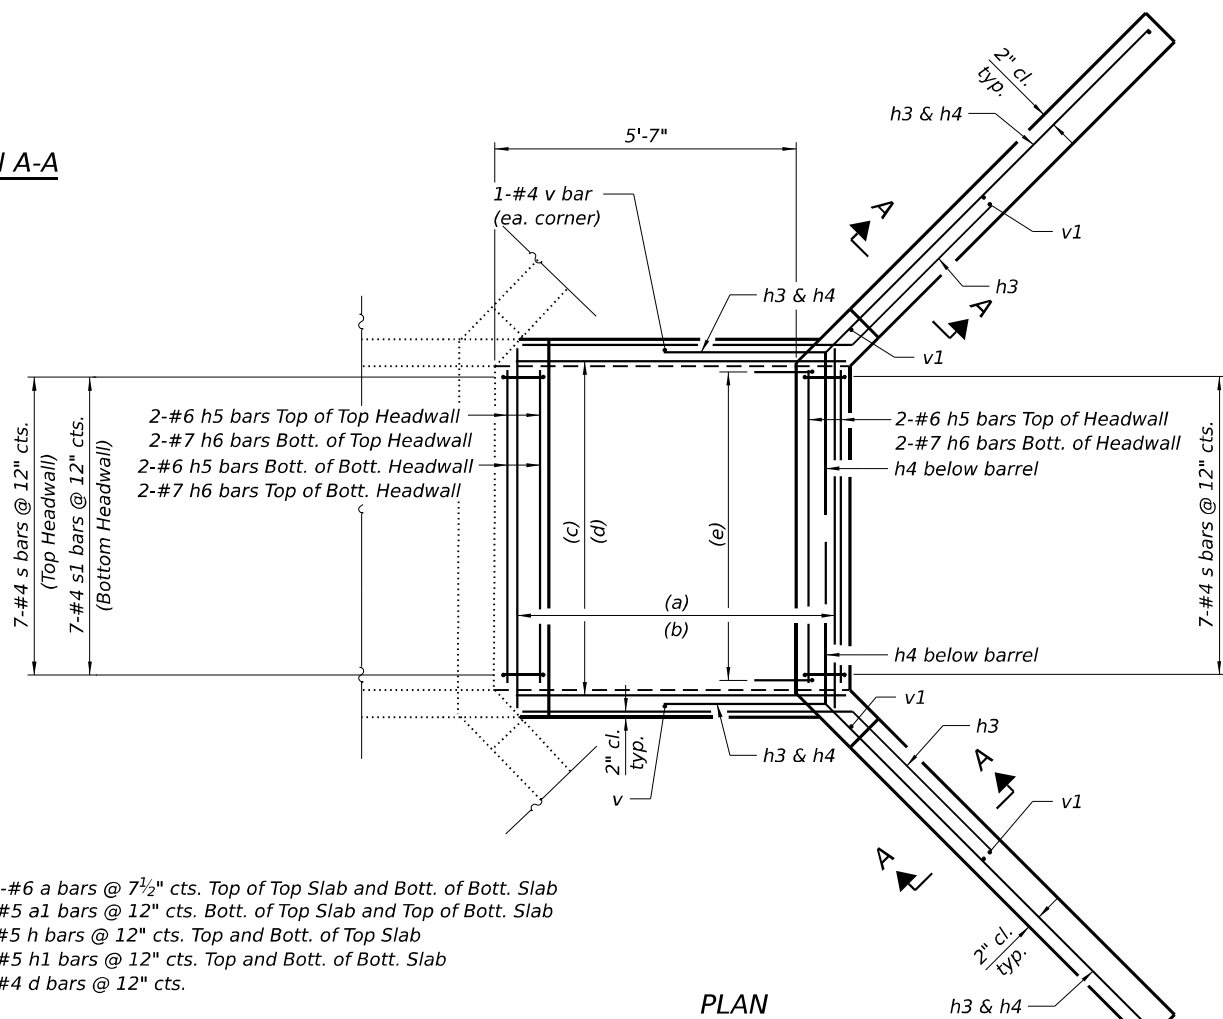 A-A
5'-7"
2" cl.
typ.
h3 & h4
1-#4 v bar
(ea. corner)
A
v1
h3
A
h3 & h4
v1
2-#6 h5 bars Top of Top Headwall
2-#7 h6 bars Bott. of Top Headwall
2-#6 h5 bars Bott. of Bott. Headwall
2-#7 h6 bars Top of Bott. Headwall
2-#6 h5 bars Top of Headwall
2-#7 h6 bars Bott. of Headwall
h4 below barrel
7-#4 s bars @ 12" cts.
(Top Headwall)
7-#4 s1 bars @ 12" cts.
(Bottom Headwall)
(c)
(d)
(e)
7-#4 s bars @ 12" cts.
(a)
(b)
h4 below barrel
v1
h3
2" cl.
typ.
h3 & h4
A
v
v1
A
-#6 a bars @ 7½" cts. Top of Top Slab and Bott. of Bott. Slab
#5 a1 bars @ 12" cts. Bott. of Top Slab and Top of Bott. Slab
#5 h bars @ 12" cts. Top and Bott. of Top Slab
#5 h1 bars @ 12" cts. Top and Bott. of Bott. Slab
#4 d bars @ 12" cts.
2" cl.
typ.
PLAN
h3 & h4